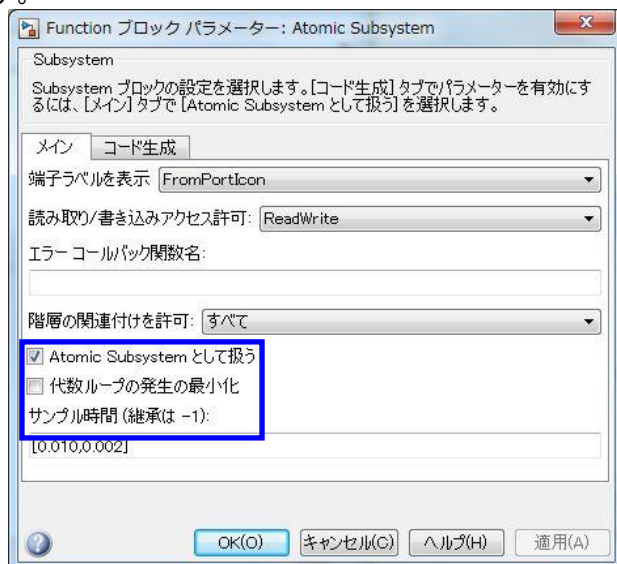 Function ブロック パラメーター: Atomic Subsystem
Subsystem
Subsystem ブロックの設定を選択します。[コード生成] タブでパラメーターを有効にす
るには、[メイン] タブで [Atomic Subsystem として扱う] を選択します。
メイン コード生成
端子ラベルを表示 FromPortIcon
読み取り/書き込みアクセス許可: ReadWrite
エラー コールバック関数名:
階層の関連付けを許可: すべて
Atomic Subsystem として扱う
代数ループの発生の最小化
サンプル時間 (継承は -1):
[0.010,0.002]
OK(O) キャンセル(C) ヘルプ(H) 適用(A)